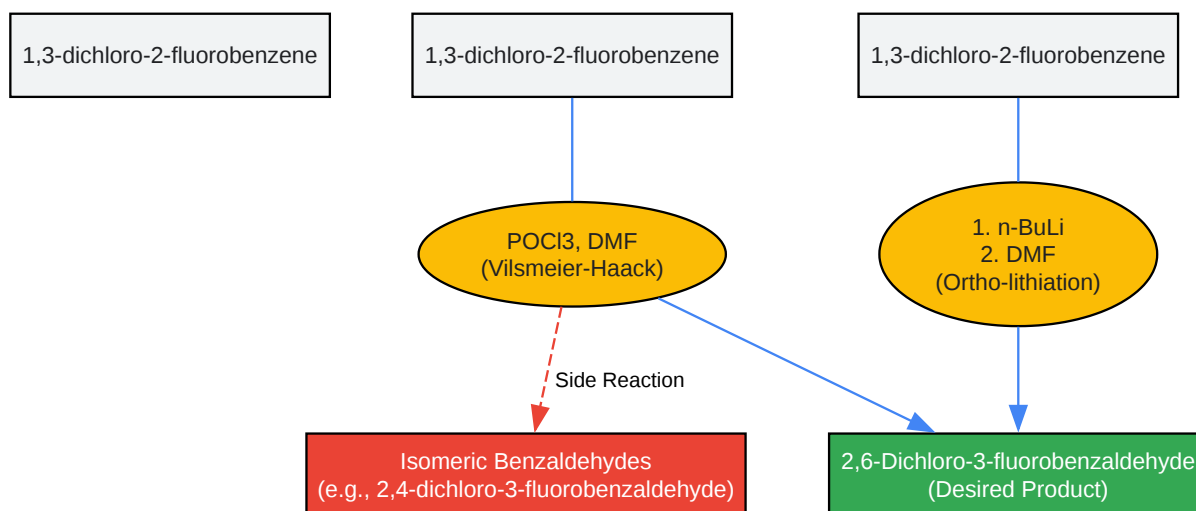 1,3-dichloro-2-fluorobenzene
1,3-dichloro-2-fluorobenzene
1,3-dichloro-2-fluorobenzene
POCl3, DMF
(Vilsmeier-Haack)
1. n-BuLi
2. DMF
(Ortho-lithiation)
Side Reaction
Isomeric Benzaldehydes
(e.g., 2,4-dichloro-3-fluorobenzaldehyde)
2,6-Dichloro-3-fluorobenzaldehyde
(Desired Product)